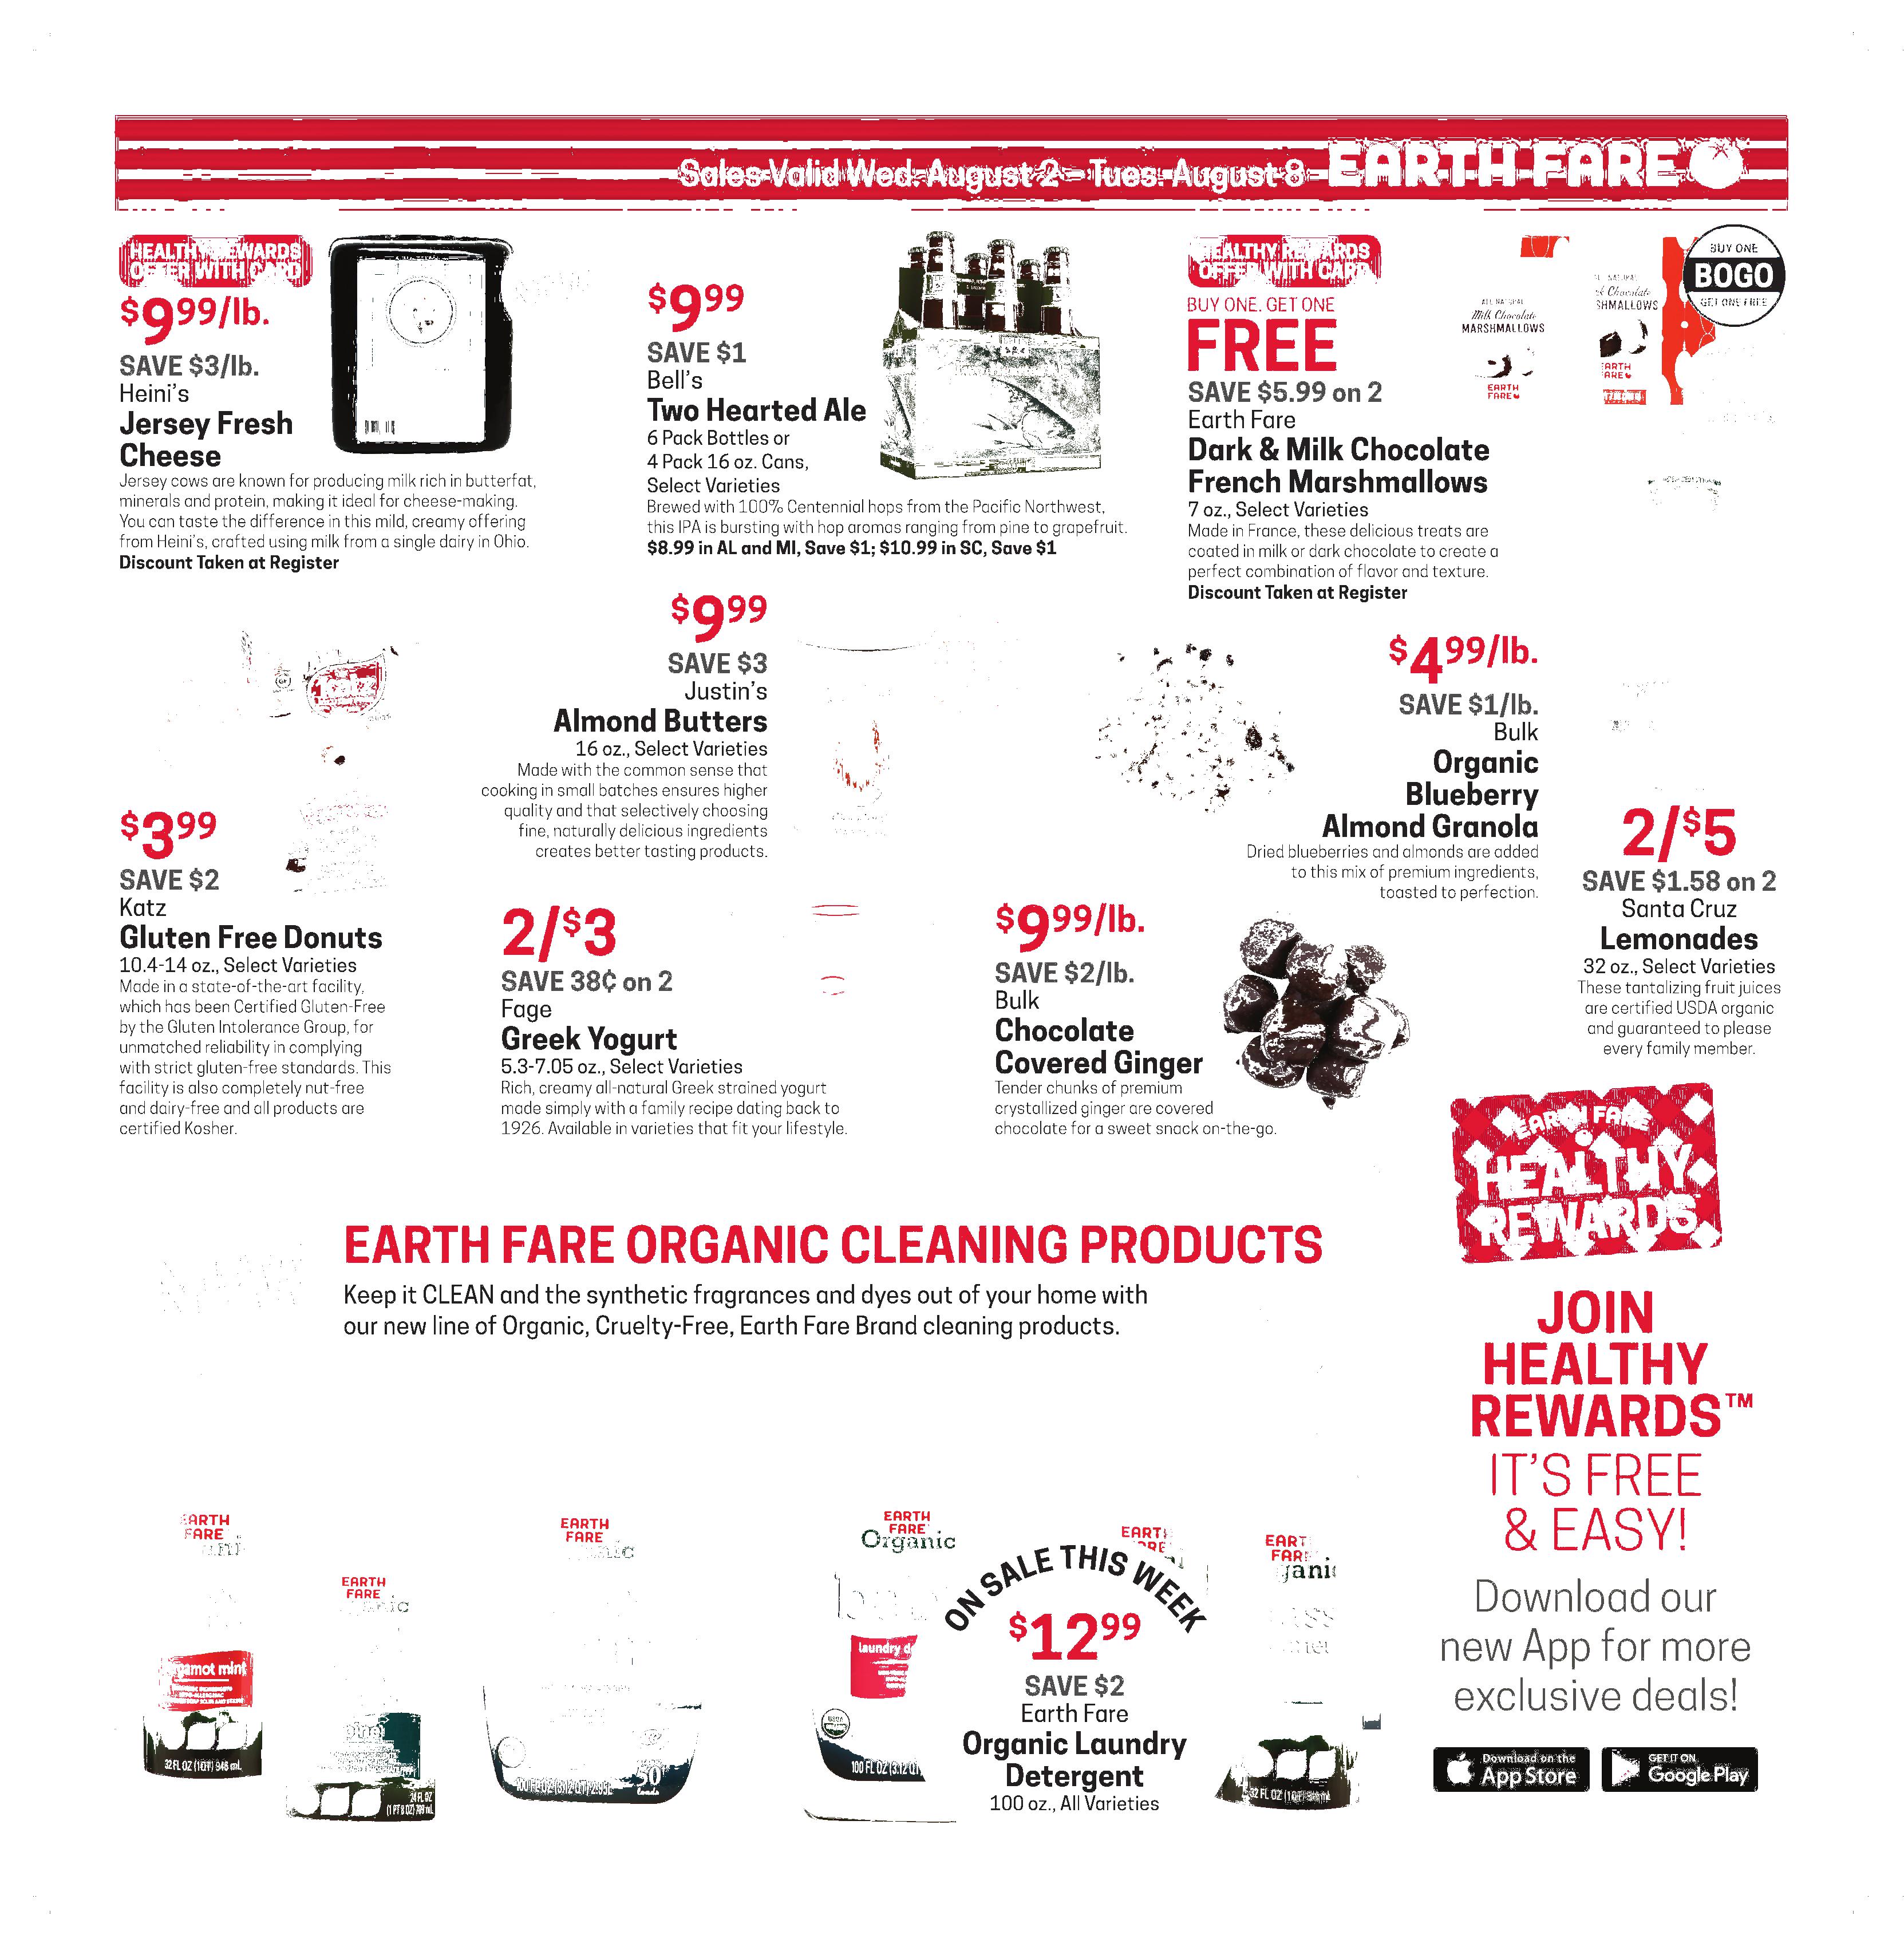 Sales Valid Wed. August 2 – Tues. August 8
EARTH FARE
HEALTHY REWARDS
OFFER WITH CARD
$9.99/lb.
SAVE $3/lb.
Heini's
Jersey Fresh
Cheese
Jersey cows are known for producing milk rich in butterfat,
minerals and protein, making it ideal for cheese-making.
You can taste the difference in this mild, creamy offering
from Heini's, crafted using milk from a single dairy in Ohio.
Discount Taken at Register
$9.99
SAVE $1
Bell's
Two Hearted Ale
6 Pack Bottles or
4 Pack 16 oz. Cans,
Select Varieties
Brewed with 100% Centennial hops from the Pacific Northwest,
this IPA is bursting with hop aromas ranging from pine to grapefruit.
$8.99 in AL and MI, Save $1; $10.99 in SC, Save $1
HEALTHY REWARDS
OFFER WITH CARD
BUY ONE, GET ONE
FREE
SAVE $5.99 on 2
Earth Fare
Dark & Milk Chocolate
French Marshmallows
7 oz., Select Varieties
Made in France, these delicious treats are
coated in milk or dark chocolate to create a
perfect combination of flavor and texture.
Discount Taken at Register
ALL NATURAL
Milk Chocolate
MARSHMALLOWS
EARTH
FARE
Chocolate
SHMALLOWS
EARTH
FARE
BUY ONE
BOGO
GET ONE FREE
$3.99
SAVE $2
Katz
Gluten Free Donuts
10.4-14 oz., Select Varieties
Made in a state-of-the-art facility,
which has been Certified Gluten-Free
by the Gluten Intolerance Group, for
unmatched reliability in complying
with strict gluten-free standards. This
facility is also completely nut-free
and dairy-free and all products are
certified Kosher.
$9.99
SAVE $3
Justin's
Almond Butters
16 oz., Select Varieties
Made with the common sense that
cooking in small batches ensures higher
quality and that selectively choosing
fine, naturally delicious ingredients
creates better tasting products.
$4.99/lb.
SAVE $1/lb.
Bulk
Organic
Blueberry
Almond Granola
Dried blueberries and almonds are added
to this mix of premium ingredients,
toasted to perfection.
2/$5
SAVE $1.58 on 2
Santa Cruz
Lemonades
32 oz., Select Varieties
These tantalizing fruit juices
are certified USDA organic
and guaranteed to please
every family member.
2/$3
SAVE 38¢ on 2
Fage
Greek Yogurt
5.3-7.05 oz., Select Varieties
Rich, creamy all-natural Greek strained yogurt
made simply with a family recipe dating back to
1926. Available in varieties that fit your lifestyle.
$9.99/lb.
SAVE $2/lb.
Bulk
Chocolate
Covered Ginger
Tender chunks of premium
crystallized ginger are covered
chocolate for a sweet snack on-the-go.
EARTH FARE
HEALTHY
REWARDS
JOIN
HEALTHY
REWARDS™
IT'S FREE
& EASY!
Download our
new App for more
exclusive deals!
Download on the
App Store
GET IT ON
Google Play
EARTH FARE ORGANIC CLEANING PRODUCTS
Keep it CLEAN and the synthetic fragrances and dyes out of your home with
our new line of Organic, Cruelty-Free, Earth Fare Brand cleaning products.
EARTH
FARE
32 FL OZ (1QT) 946 mL
EARTH
FARE
24 FL OZ
(1 PT 8 OZ) 709 mL
EARTH
FARE
50
loads
EARTH
FARE
Organic
laundry
100 FL OZ (3.12 QT)
ON SALE THIS WEEK
$12.99
SAVE $2
Earth Fare
Organic Laundry
Detergent
100 oz., All Varieties
32 FL OZ (1QT) 946 mL